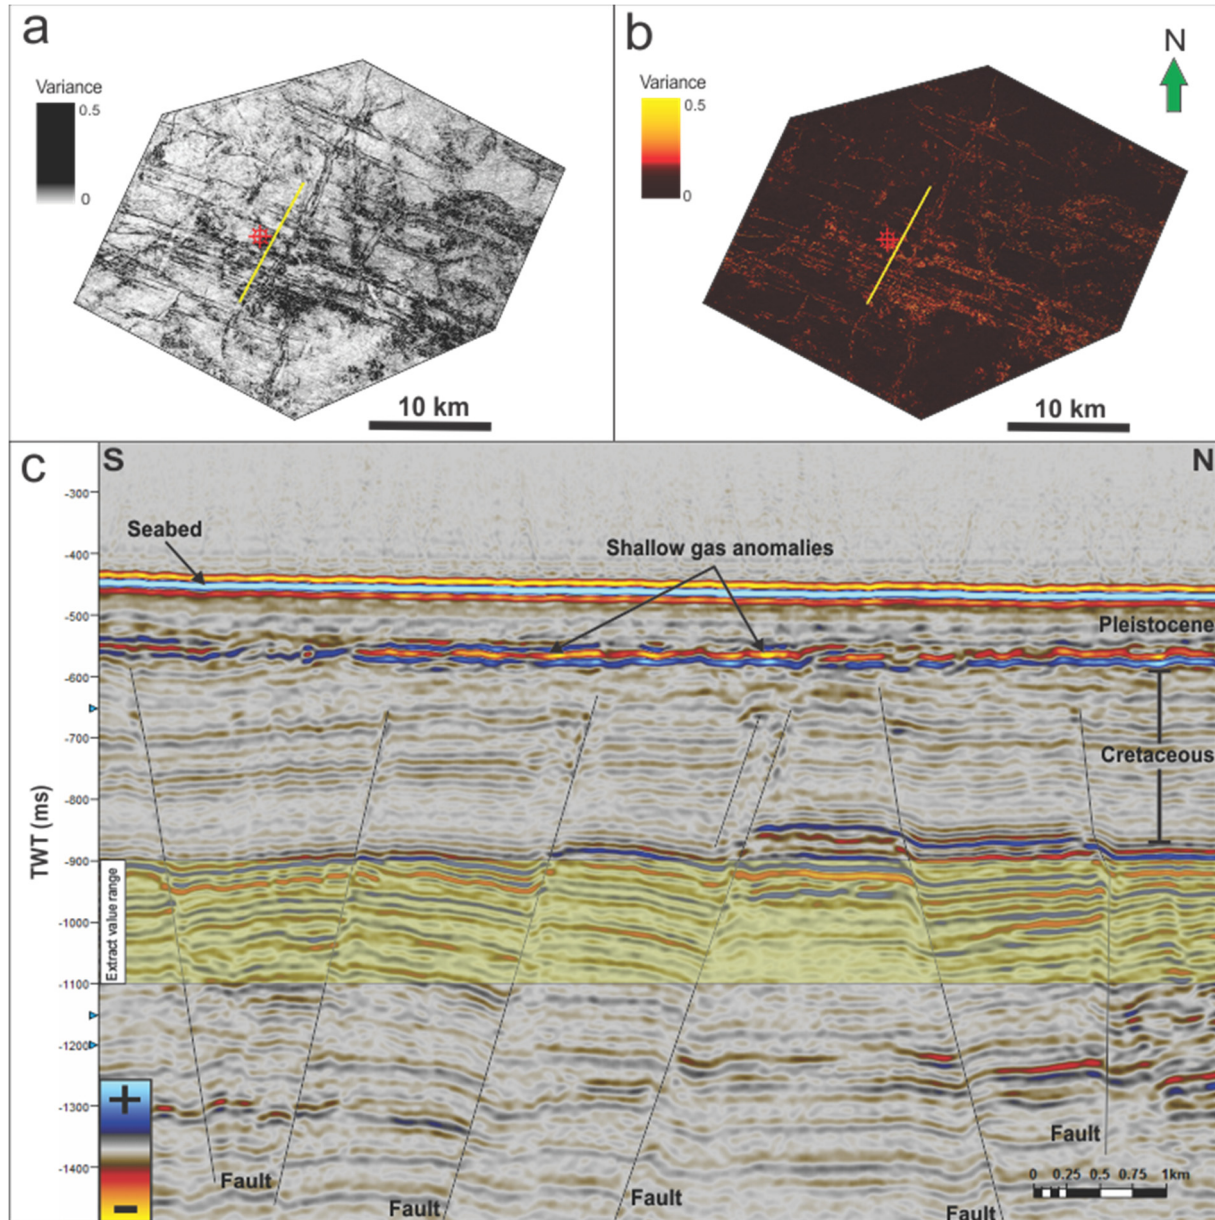 a
b
N
Variance
0.5
0
Variance
0.5
0
10 km
10 km
c
S
N
-300
Seabed
Shallow gas anomalies
-400
-500
Pleistocene
-600
-700
Cretaceous
-800
TWT (ms)
-900
Extract value range
-1000
-1100
-1200
+
-1300
Fault
-1400
Fault
0 0.25 0.5 0.75 1km
Fault
Fault
Fault
-